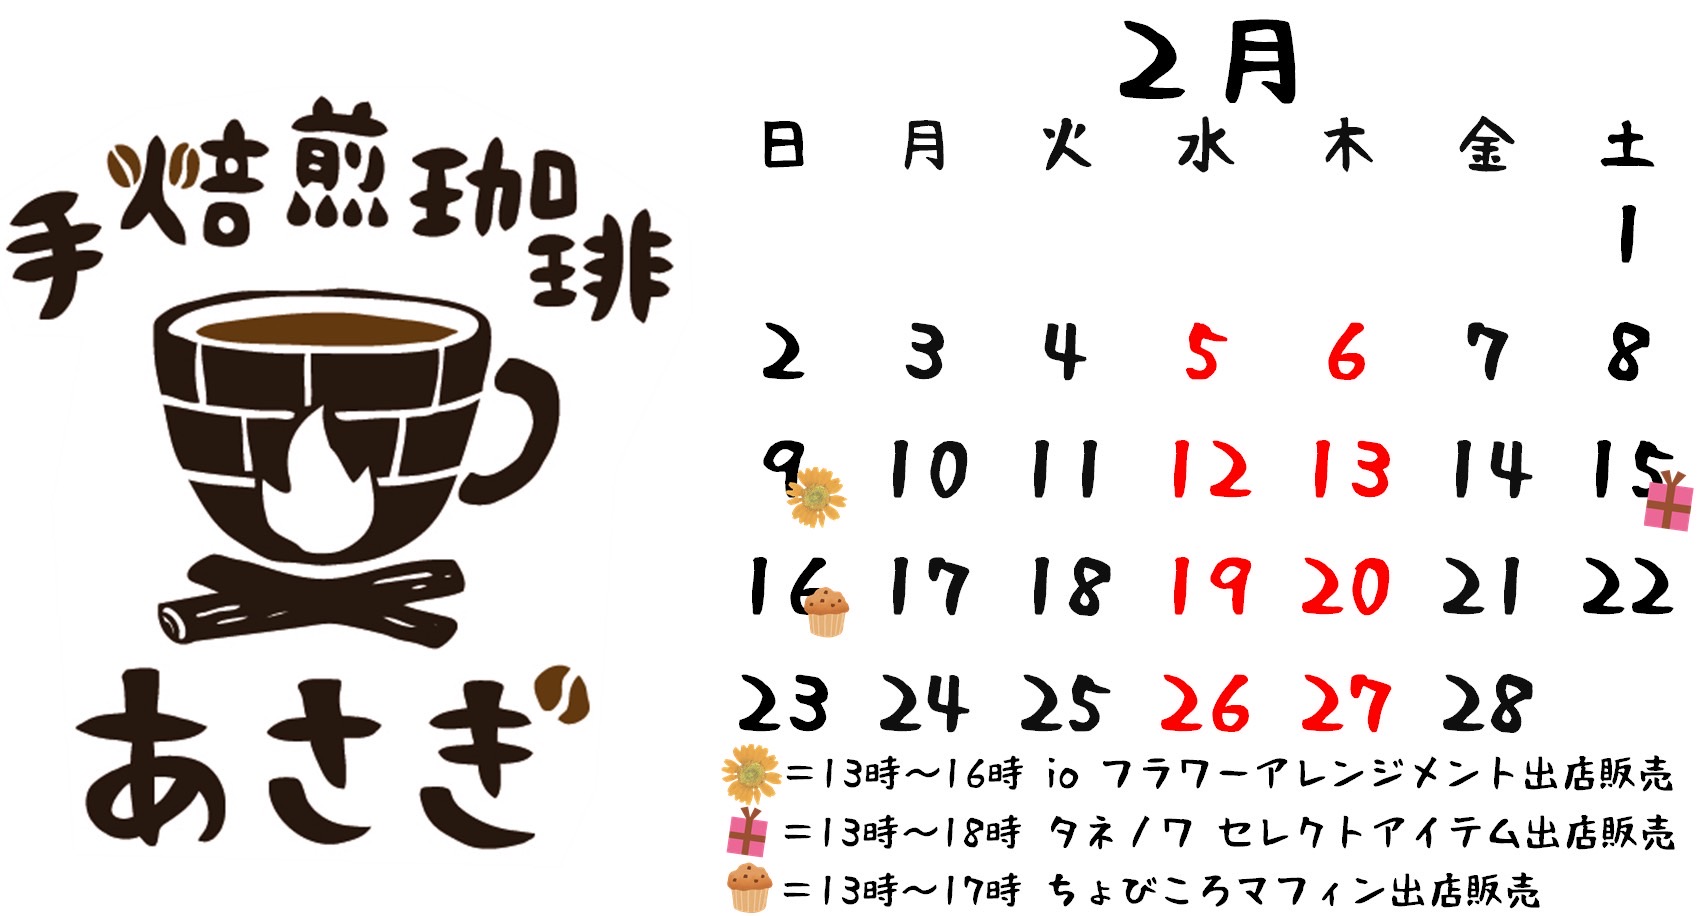 手焙煎珈琲
あさぎ
2月
日 月 火 水 木 金 土
1
2 3 4 5 6 7 8
9 10 11 12 13 14 15
16 17 18 19 20 21 22
23 24 25 26 27 28
=13時～16時 io フラワーアレンジメント出店販売
=13時～18時 タネノワ セレクトアイテム出店販売
=13時～17時 ちょびころマフィン出店販売